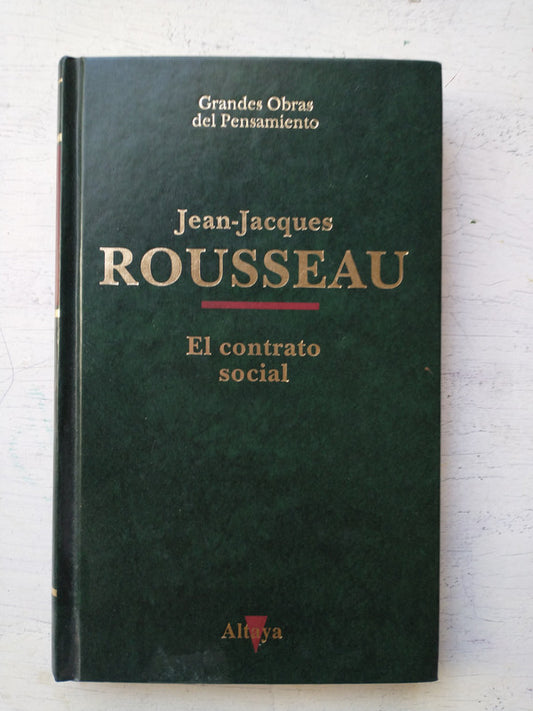 Grandes Obras
del Pensamiento
Jean-Jacques
ROUSSEAU
El contrato
social
Altaya